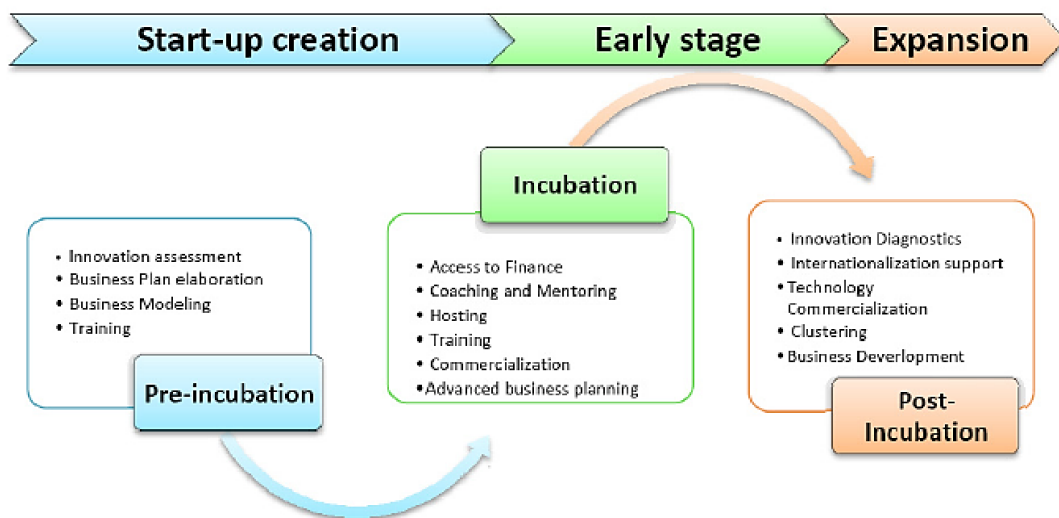 Start-up creation
Early stage
Expansion
• Innovation assessment
• Business Plan elaboration
• Business Modeling
• Training
Pre-incubation
Incubation
• Access to Finance
• Coaching and Mentoring
• Hosting
• Training
• Commercialization
•Advanced business planning
• Innovation Diagnostics
• Internationalization support
• Technology
Commercialization
• Clustering
• Business Development
Post-
Incubation